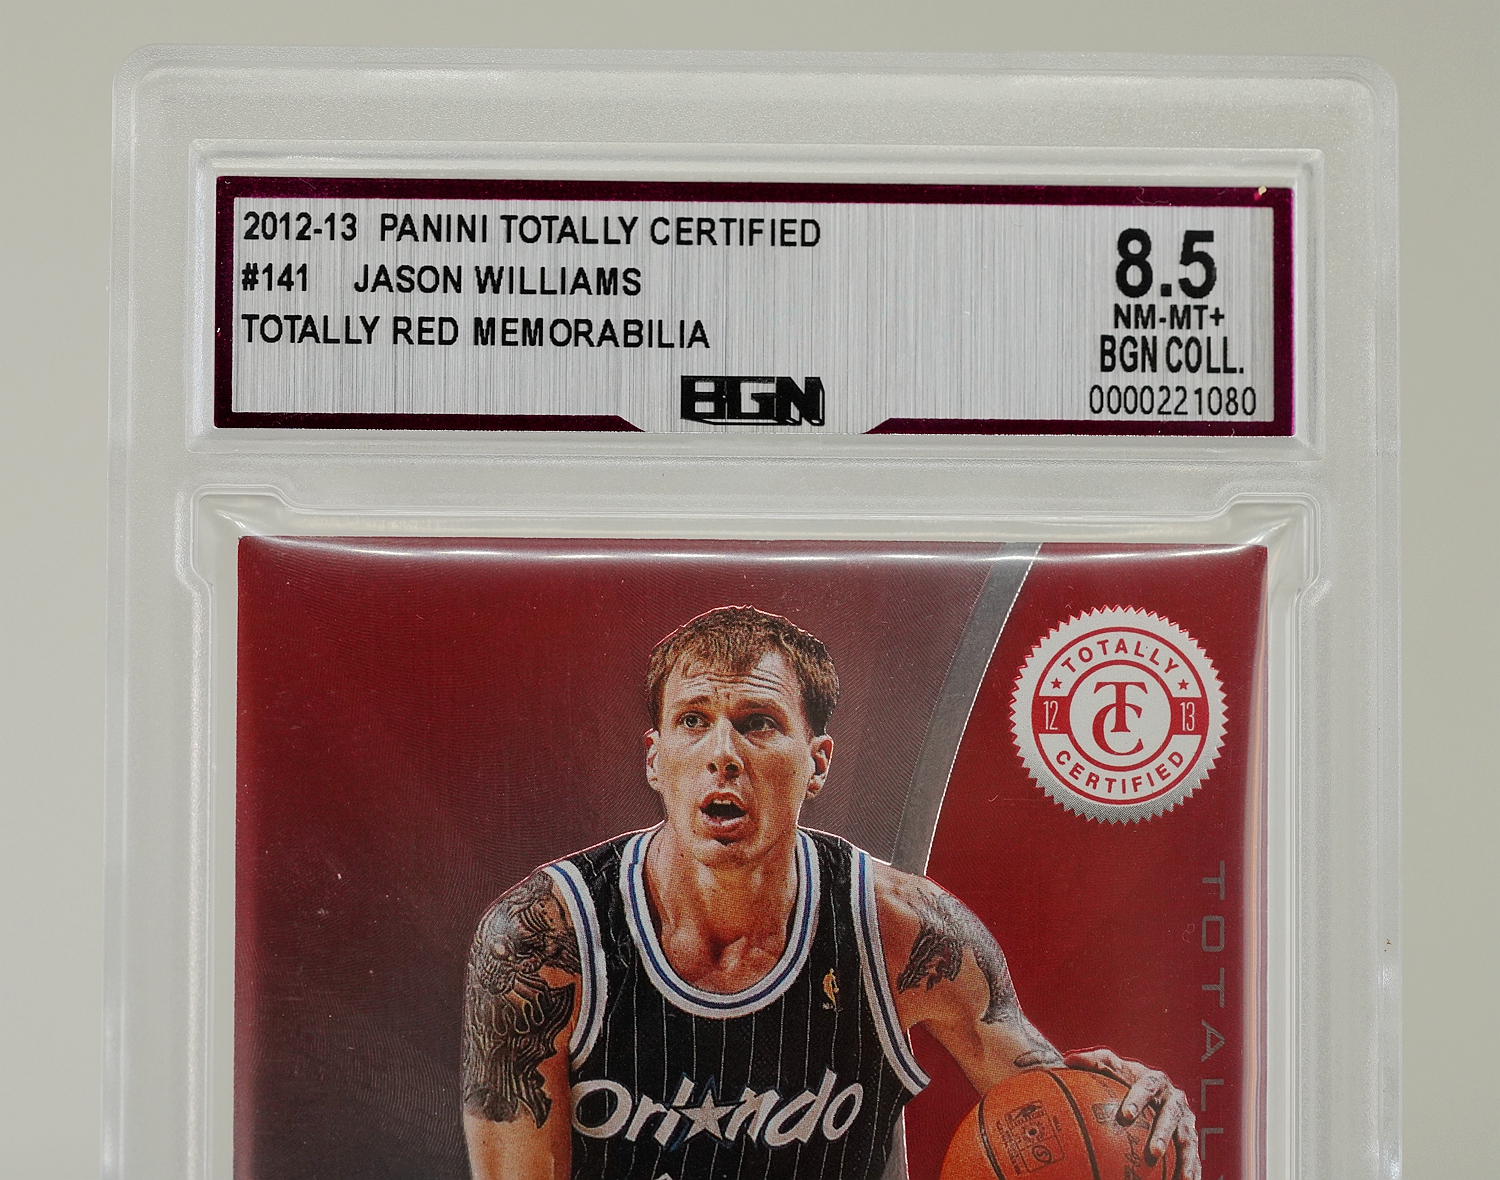 2012-13 PANINI TOTALLY CERTIFIED
#141 JASON WILLIAMS
TOTALLY RED MEMORABILIA
8.5
NM-MT+
BGN COLL.
0000221080
BGN
TOTALLY
12 TC 13
CERTIFIED
TOTALLY
Orlando